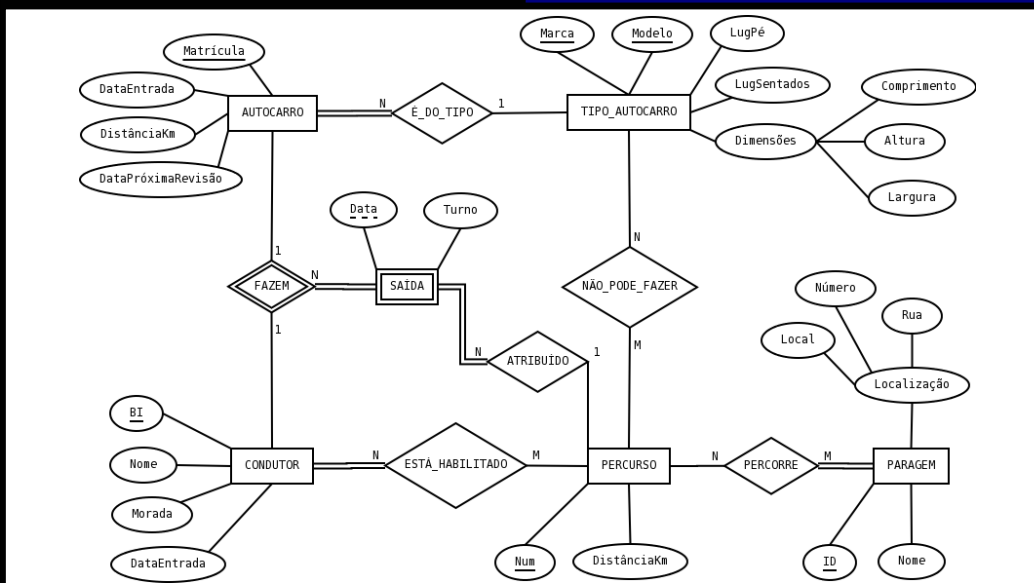 Marca
Modelo
LugPé
Matrícula
DataEntrada
LugSentados
Comprimento
AUTOCARRO
N
É_DO_TIPO
1
TIPO_AUTOCARRO
DistânciaKm
Dimensões
Altura
DataPróximaRevisão
Largura
Data
Turno
1
N
FAZEM
N
SAÍDA
NÃO_PODE_FAZER
Número
Rua
1
M
Local
N
ATRIBUÍDO
1
Localização
BI
Nome
CONDUTOR
N
ESTÁ_HABILITADO
M
PERCURSO
N
PERCORRE
M
PARAGEM
Morada
DataEntrada
Num
DistânciaKm
ID
Nome